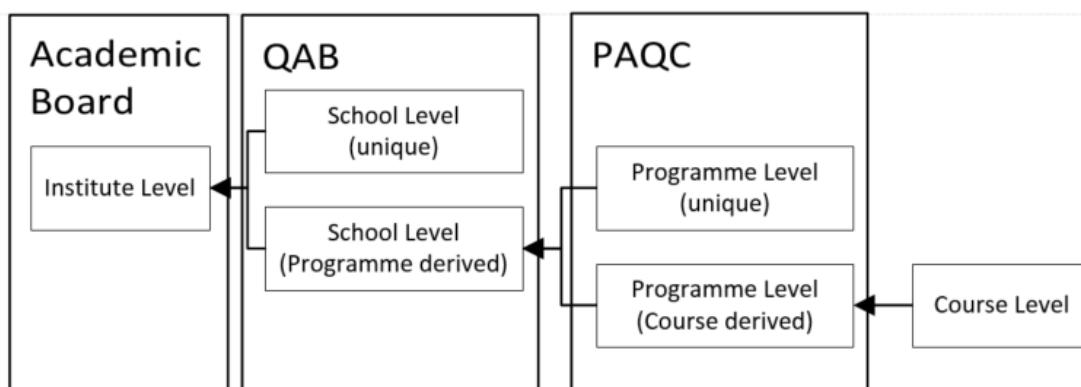 Academic
Board
Institute Level
QAB
School Level
(unique)
School Level
(Programme derived)
PAQC
Programme Level
(unique)
Programme Level
(Course derived)
Course Level